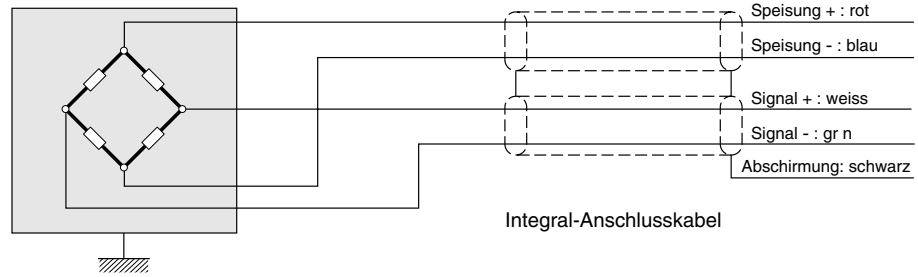 Speisung + : rot
Speisung - : blau
Signal + : weiss
Signal - : gr n
Abschirmung: schwarz
Integral-Anschlusskabel